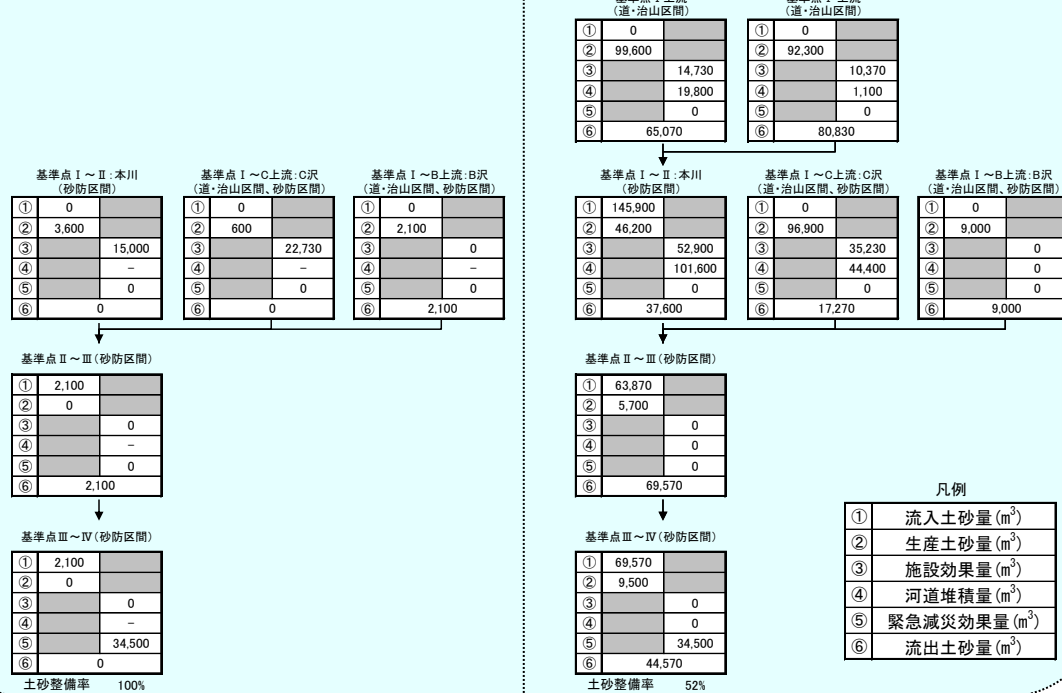 (道・治山区間)
① 0
② 99,600
③ 14,730
④ 19,800
⑤ 0
⑥ 65,070
(道・治山区間)
① 0
② 92,300
③ 10,370
④ 1,100
⑤ 0
⑥ 80,830
基準点Ⅰ～Ⅱ:本川
(砂防区間)
① 0
② 3,600
③ 15,000
④ －
⑤ 0
⑥ 0
基準点Ⅰ～C上流:C沢
(道・治山区間、砂防区間)
① 0
② 600
③ 22,730
④ －
⑤ 0
⑥ 0
基準点Ⅰ～B上流:B沢
(道・治山区間、砂防区間)
① 0
② 2,100
③ 0
④ －
⑤ 0
⑥ 2,100
基準点Ⅰ～Ⅱ:本川
(砂防区間)
① 145,900
② 46,200
③ 52,900
④ 101,600
⑤ 0
⑥ 37,600
基準点Ⅰ～C上流:C沢
(道・治山区間、砂防区間)
① 0
② 96,900
③ 35,230
④ 44,400
⑤ 0
⑥ 17,270
基準点Ⅰ～B上流:B沢
(道・治山区間、砂防区間)
① 0
② 9,000
③ 0
④ 0
⑤ 0
⑥ 9,000
基準点Ⅱ～Ⅲ(砂防区間)
① 2,100
② 0
③ 0
④ －
⑤ 0
⑥ 2,100
基準点Ⅱ～Ⅲ(砂防区間)
① 63,870
② 5,700
③ 0
④ 0
⑤ 0
⑥ 69,570
基準点Ⅲ～Ⅳ(砂防区間)
① 2,100
② 0
③ 0
④ －
⑤ 34,500
⑥ 0
土砂整備率 100%
基準点Ⅲ～Ⅳ(砂防区間)
① 69,570
② 9,500
③ 0
④ 0
⑤ 34,500
⑥ 44,570
土砂整備率 52%
凡例
① 流入土砂量(m³)
② 生産土砂量(m³)
③ 施設効果量(m³)
④ 河道堆積量(m³)
⑤ 緊急減災効果量(m³)
⑥ 流出土砂量(m³)